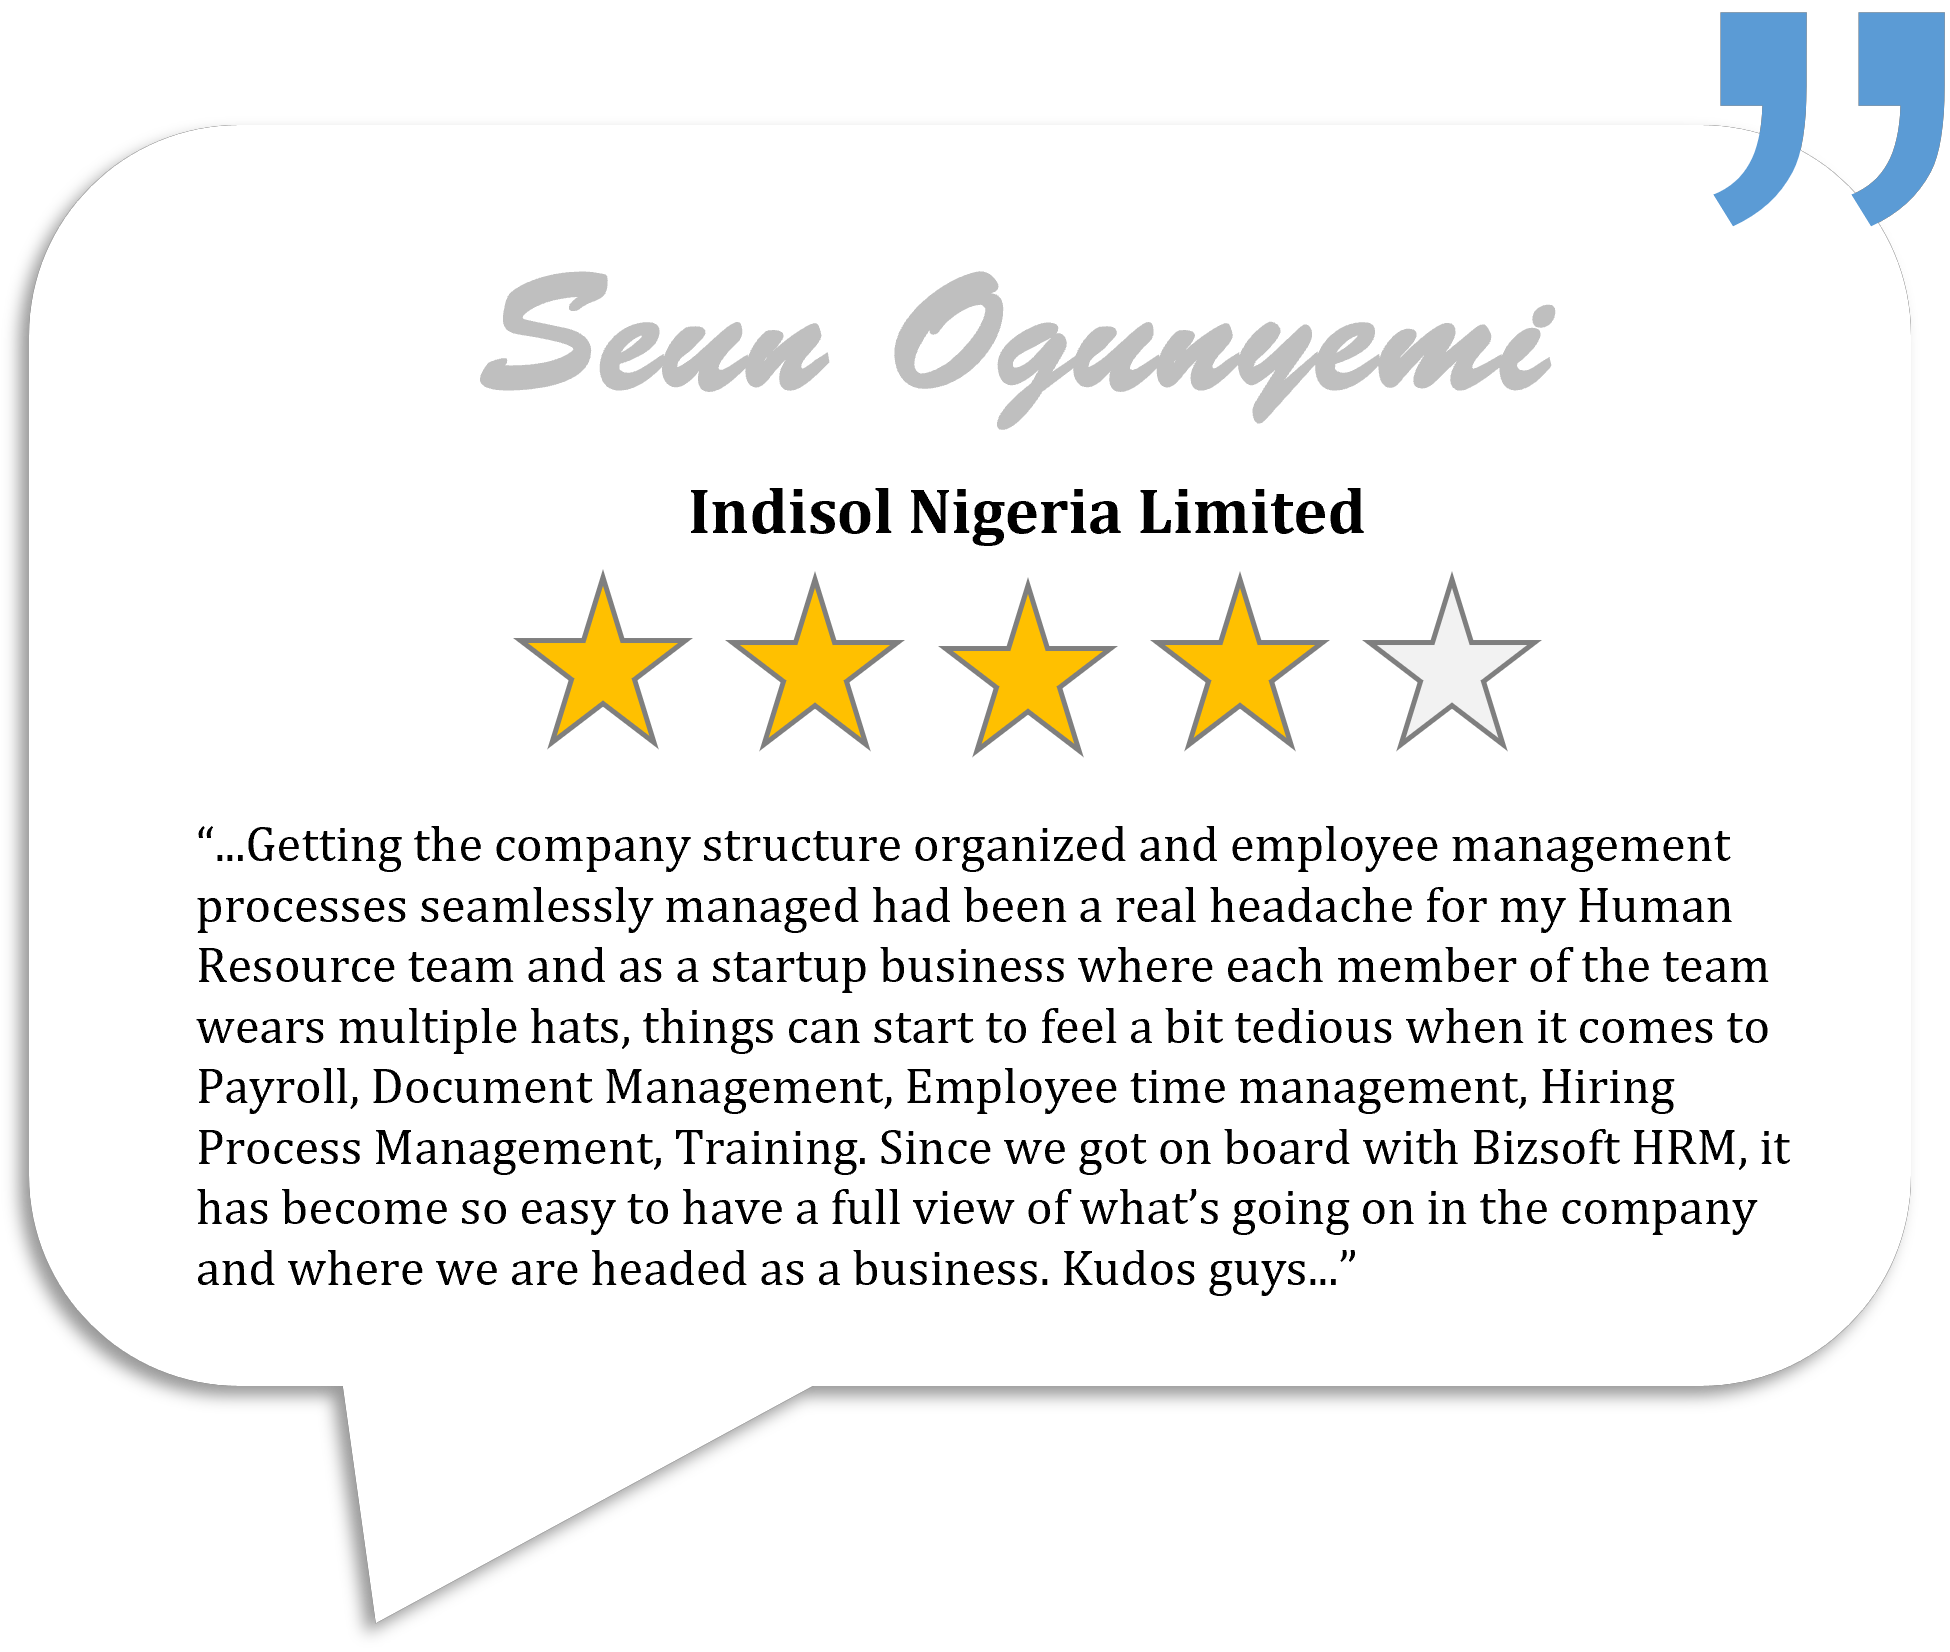 ”
Seun Ogunyemi
Indisol Nigeria Limited
“...Getting the company structure organized and employee management
processes seamlessly managed had been a real headache for my Human
Resource team and as a startup business where each member of the team
wears multiple hats, things can start to feel a bit tedious when it comes to
Payroll, Document Management, Employee time management, Hiring
Process Management, Training. Since we got on board with Bizsoft HRM, it
has become so easy to have a full view of what’s going on in the company
and where we are headed as a business. Kudos guys...”